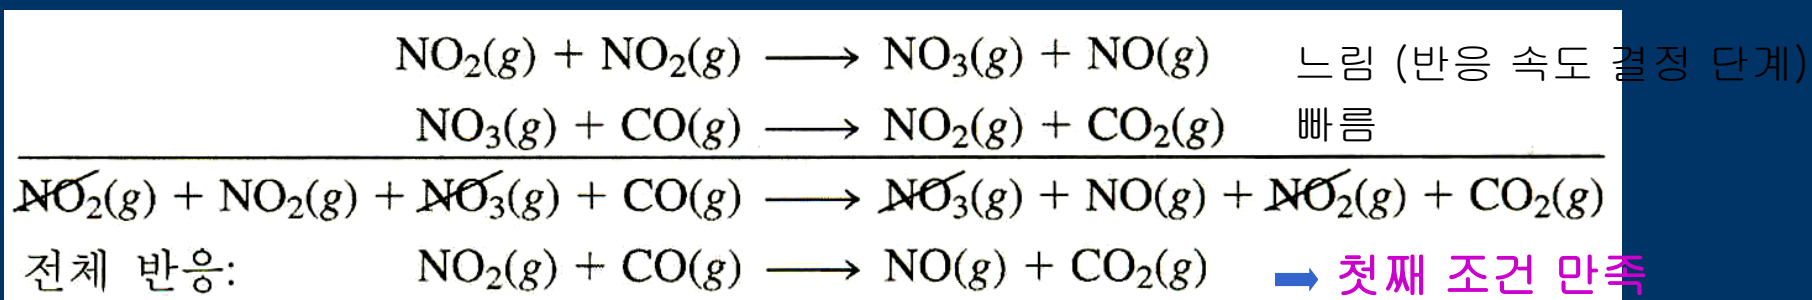 NO₂(g) + NO₂(g) ⟶ NO₃(g) + NO(g) 느림 (반응 속도 결정 단계)
NO₃(g) + CO(g) ⟶ NO₂(g) + CO₂(g) 빠름
NO₂(g) + NO₂(g) + NO₃(g) + CO(g) ⟶ NO₃(g) + NO(g) + NO₂(g) + CO₂(g)
전체 반응: NO₂(g) + CO(g) ⟶ NO(g) + CO₂(g) ➡ 첫째 조건 만족